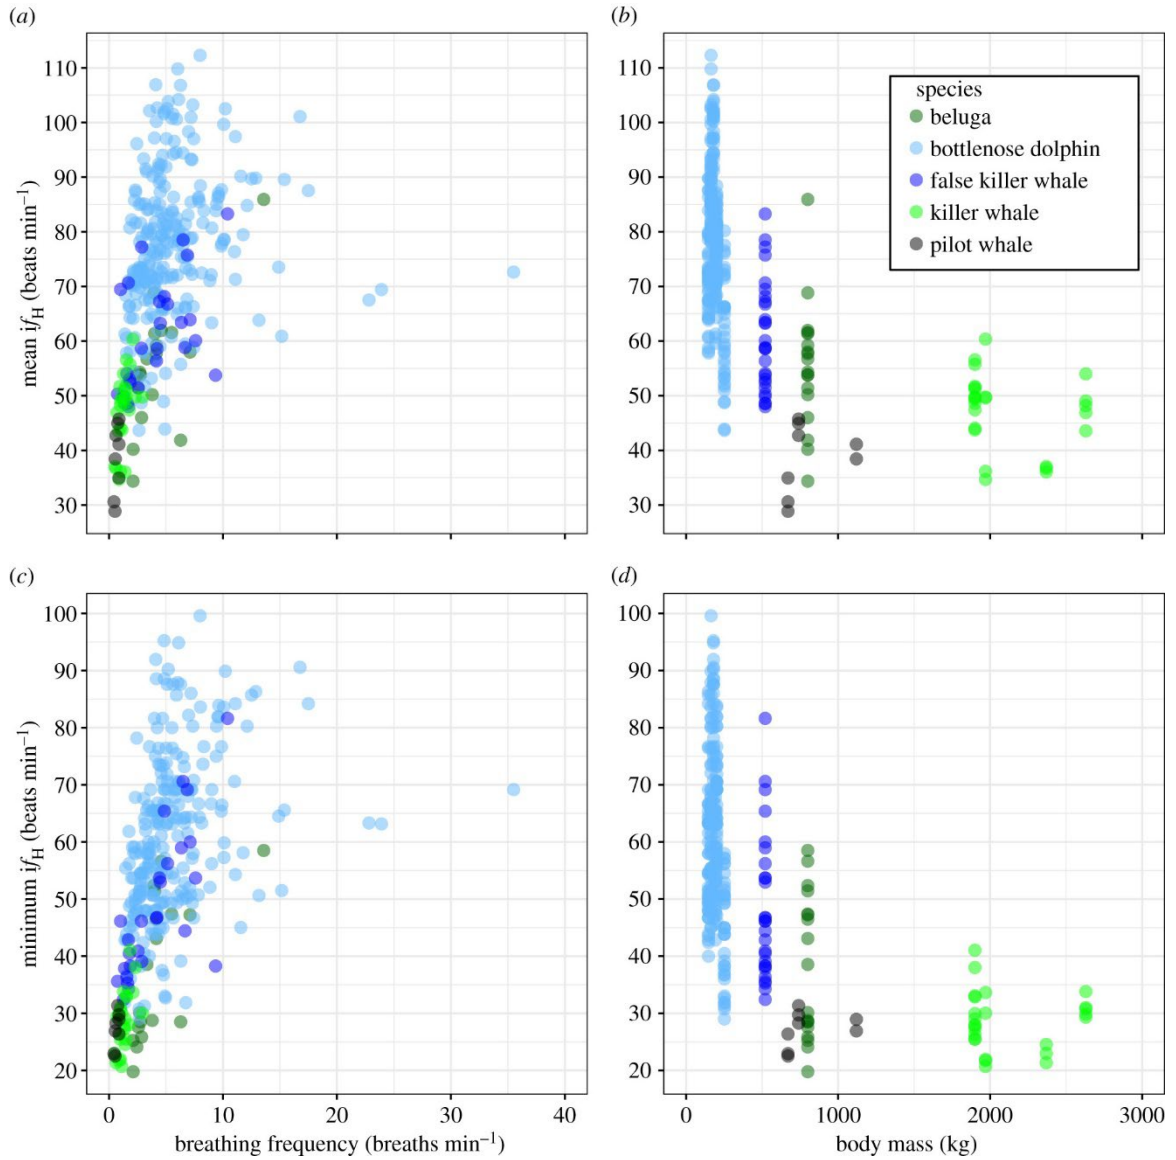 (a)
(b)
110
100
90
80
70
60
50
40
30
mean ifH (beats min−1)
species
beluga
bottlenose dolphin
false killer whale
killer whale
pilot whale
(c)
(d)
100
90
80
70
60
50
40
30
20
minimum ifH (beats min−1)
0 10 20 30 40
breathing frequency (breaths min−1)
0 1000 2000 3000
body mass (kg)